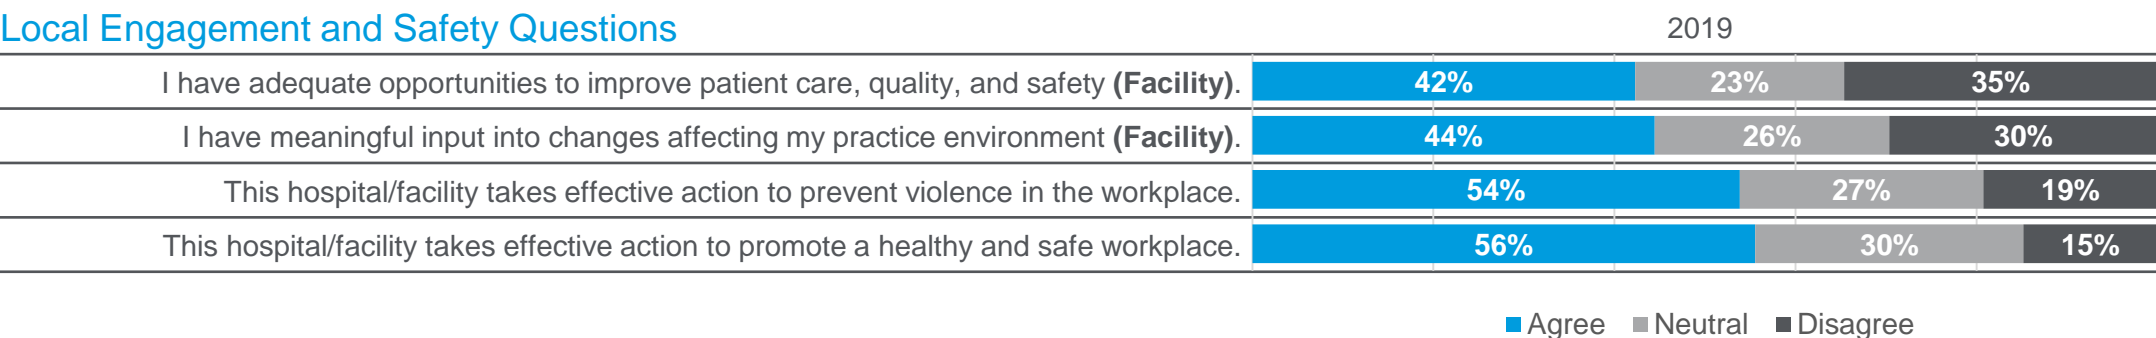 Local Engagement and Safety Questions 2019
I have adequate opportunities to improve patient care, quality, and safety (Facility). 42% 23% 35%
I have meaningful input into changes affecting my practice environment (Facility). 44% 26% 30%
This hospital/facility takes effective action to prevent violence in the workplace. 54% 27% 19%
This hospital/facility takes effective action to promote a healthy and safe workplace. 56% 30% 15%
Agree Neutral Disagree